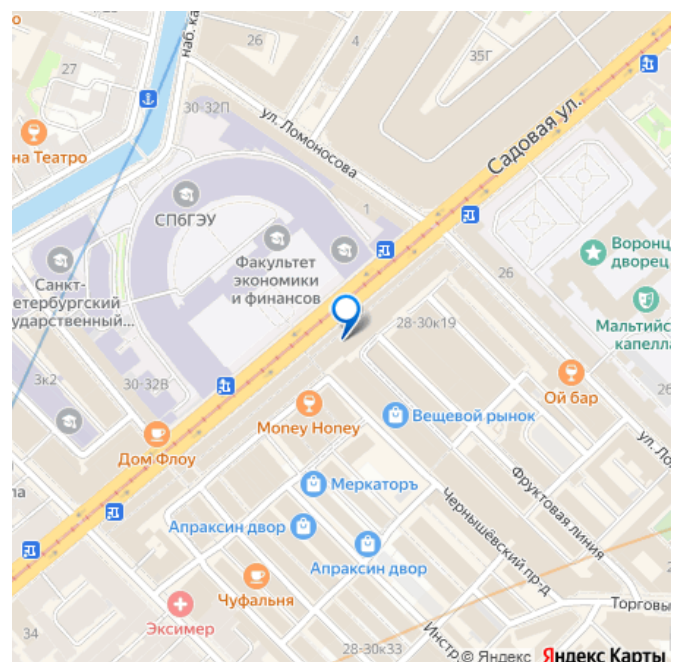 наб. ка
26
4
35Г
27
30-32П
ул. Ломоносова
Садовая ул.
на Театро
СПбГЭУ
1
Факультет
экономики
и финансов
26
Воронц
дворец
Санкт-
етербургский
ударственный...
28-30к19
Мальтийс
капелла
3к2
30-32В
Ой бар
26
Money Honey
Вещевой рынок
Дом Флоу
ул. Ло
Меркаторъ
Фруктовая линия
Чернышёвский пр-д
Апраксин двор
Апраксин двор
Чуфальня
Торговы
Эксимер
34
28-30к33
Инстр.
© Яндекс Яндекс Карты